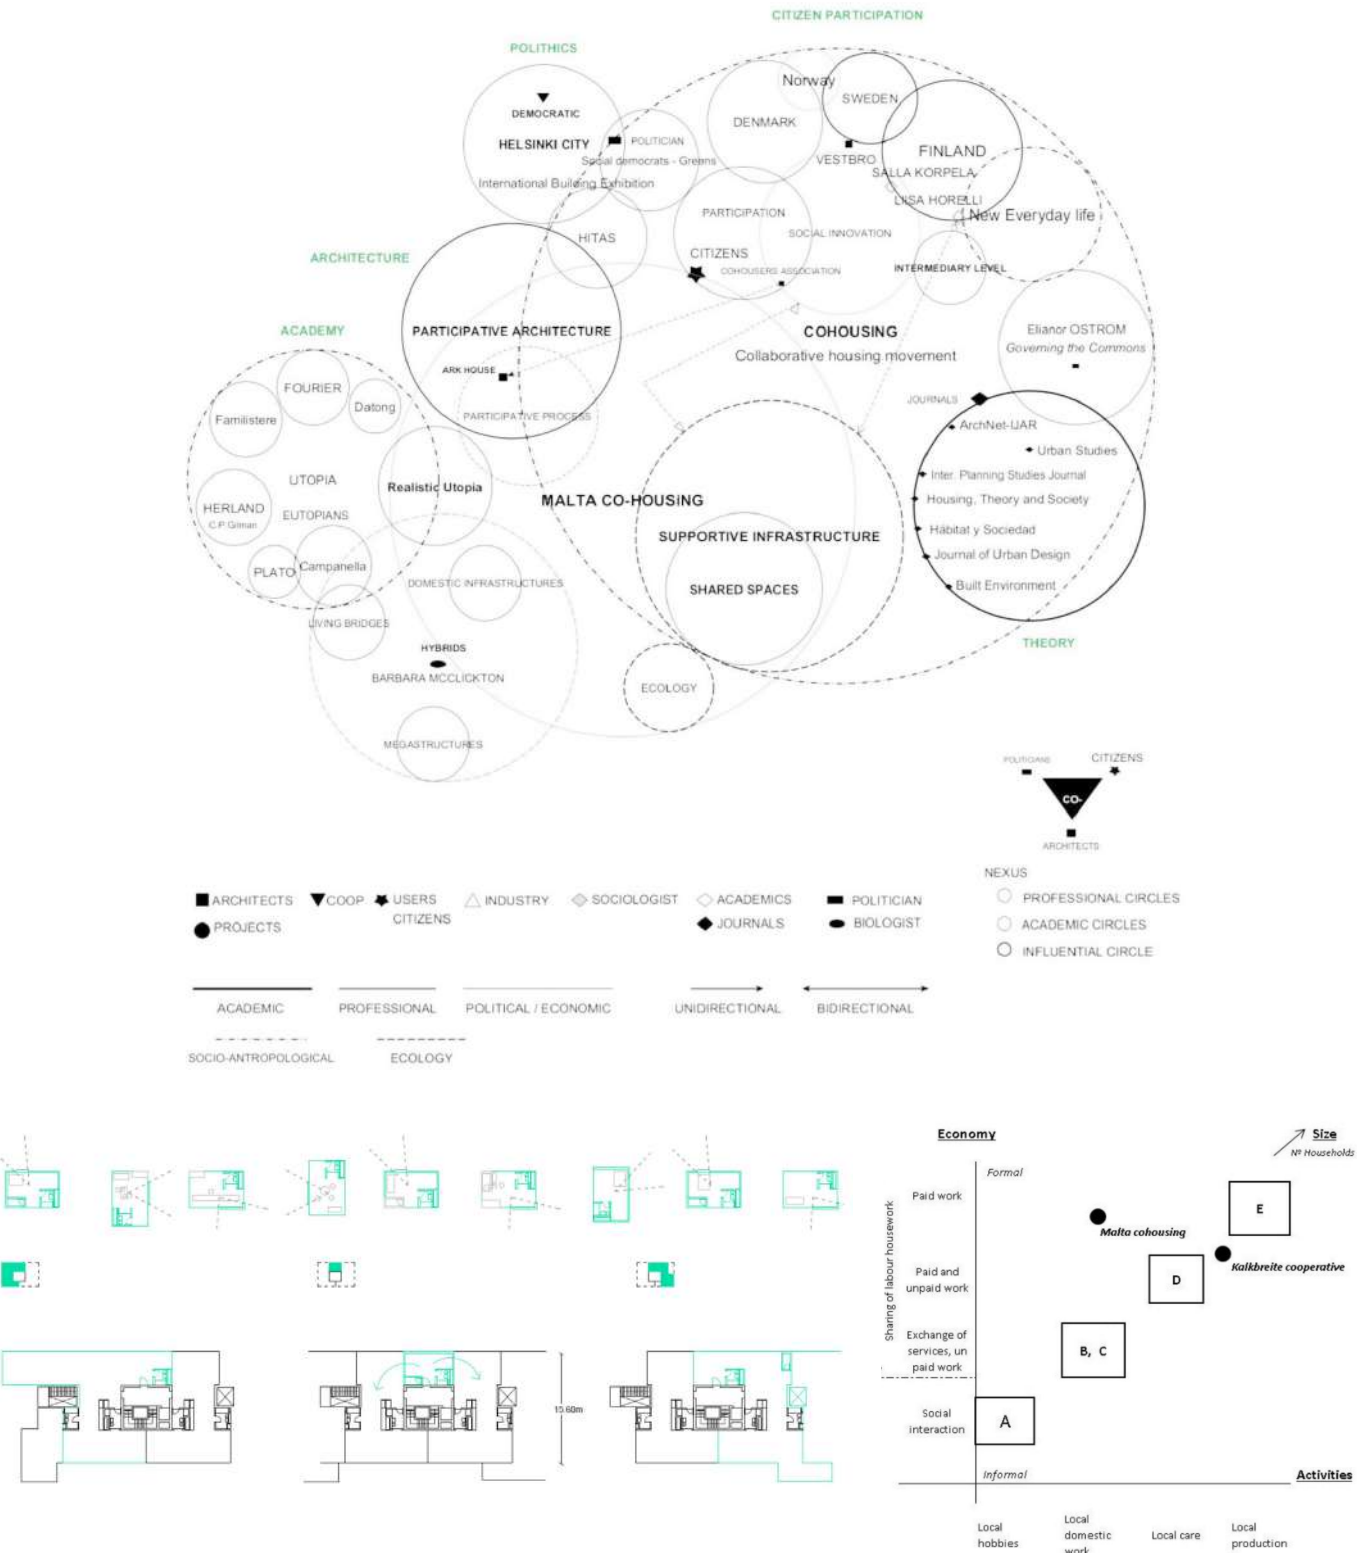 CITIZEN PARTICIPATION
POLITHICS
Norway
SWEDEN
DENMARK
DEMOCRATIC
HELSINKI CITY
POLITICIAN
Social democrats - Greens
International Building Exhibition
VESTBRO
FINLAND
SALLA KORPELA
LIISA HORELLI
New Everyday life
PARTICIPATION
SOCIAL INNOVATION
HITAS
CITIZENS
COHOUSERS ASSOCIATION
INTERMEDIARY LEVEL
ARCHITECTURE
ACADEMY
PARTICIPATIVE ARCHITECTURE
COHOUSING
Collaborative housing movement
Elianor OSTROM
Governing the Commons
ARK HOUSE
PARTICIPATIVE PROCESS
FOURIER
Datong
Familistere
JOURNALS
ArchNet-IJAR
Urban Studies
Inter. Planning Studies Journal
Housing, Theory and Society
Hábitat y Sociedad
Journal of Urban Design
Built Environment
THEORY
UTOPIA
EUTOPIANS
HERLAND
C.P. Gilman
Realistic Utopia
MALTA CO-HOUSING
SUPPORTIVE INFRASTRUCTURE
SHARED SPACES
PLATO
Campanella
DOMESTIC INFRASTRUCTURES
LIVING BRIDGES
HYBRIDS
BARBARA MCCLICKTON
ECOLOGY
MEGASTRUCTURES
POLITICIANS
CITIZENS
CO-
ARCHITECTS
NEXUS
PROFESSIONAL CIRCLES
ACADEMIC CIRCLES
INFLUENTIAL CIRCLE
ARCHITECTS
COOP
USERS
CITIZENS
INDUSTRY
SOCIOLOGIST
ACADEMICS
POLITICIAN
PROJECTS
JOURNALS
BIOLOGIST
ACADEMIC
PROFESSIONAL
POLITICAL / ECONOMIC
UNIDIRECTIONAL
BIDIRECTIONAL
SOCIO-ANTROPOLOGICAL
ECOLOGY
Economy
Size
Nº Households
Formal
Sharing of labour housework
Paid work
E
Malta cohousing
Kalkbreite cooperative
Paid and
unpaid work
D
Exchange of
services, un
paid work
B, C
Social
interaction
A
Informal
Activities
Local
hobbies
Local
domestic
work
Local care
Local
production